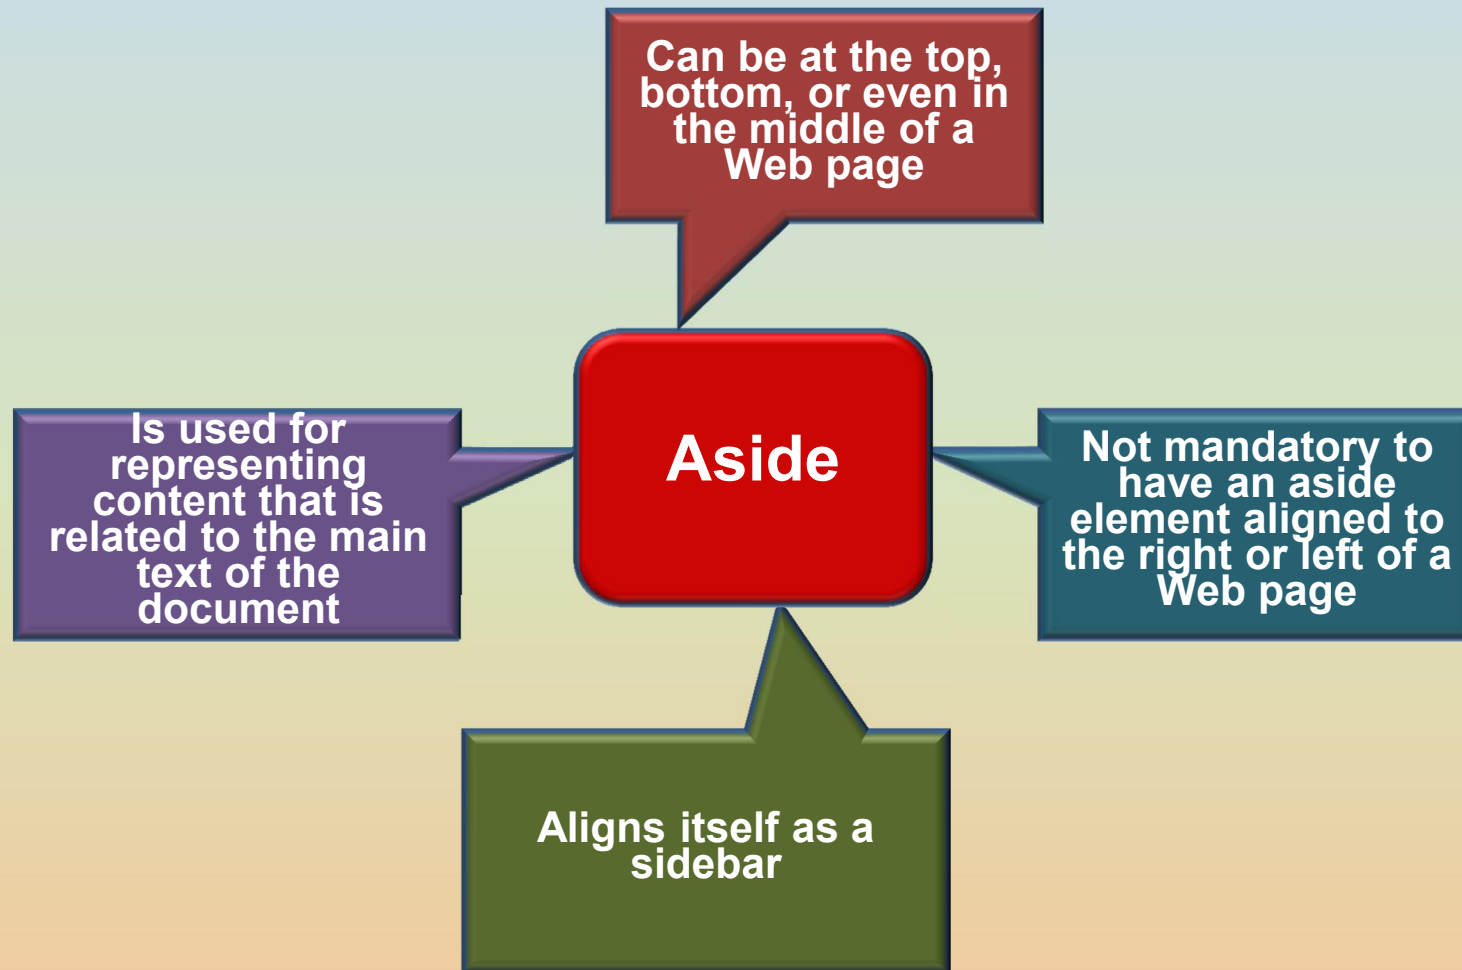 Can be at the top,
bottom, or even in
the middle of a
Web page
Aside
Is used for
representing
content that is
related to the main
text of the
document
Not mandatory to
have an aside
element aligned to
the right or left of a
Web page
Aligns itself as a
sidebar